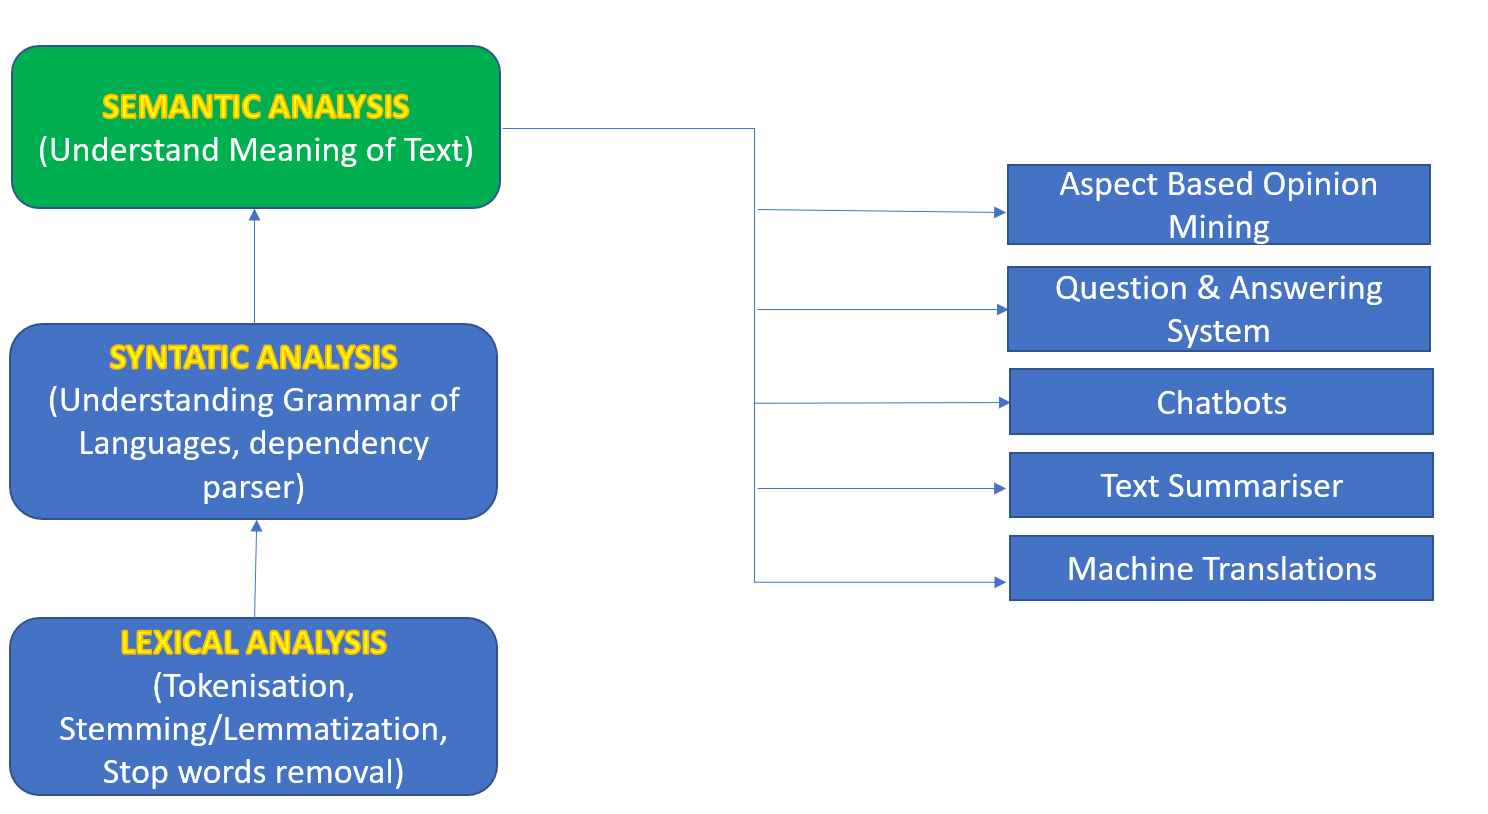 SEMANTIC ANALYSIS
(Understand Meaning of Text)
SYNTATIC ANALYSIS
(Understanding Grammar of
Languages, dependency
parser)
LEXICAL ANALYSIS
(Tokenisation,
Stemming/Lemmatization,
Stop words removal)
Aspect Based Opinion
Mining
Question & Answering
System
Chatbots
Text Summariser
Machine Translations